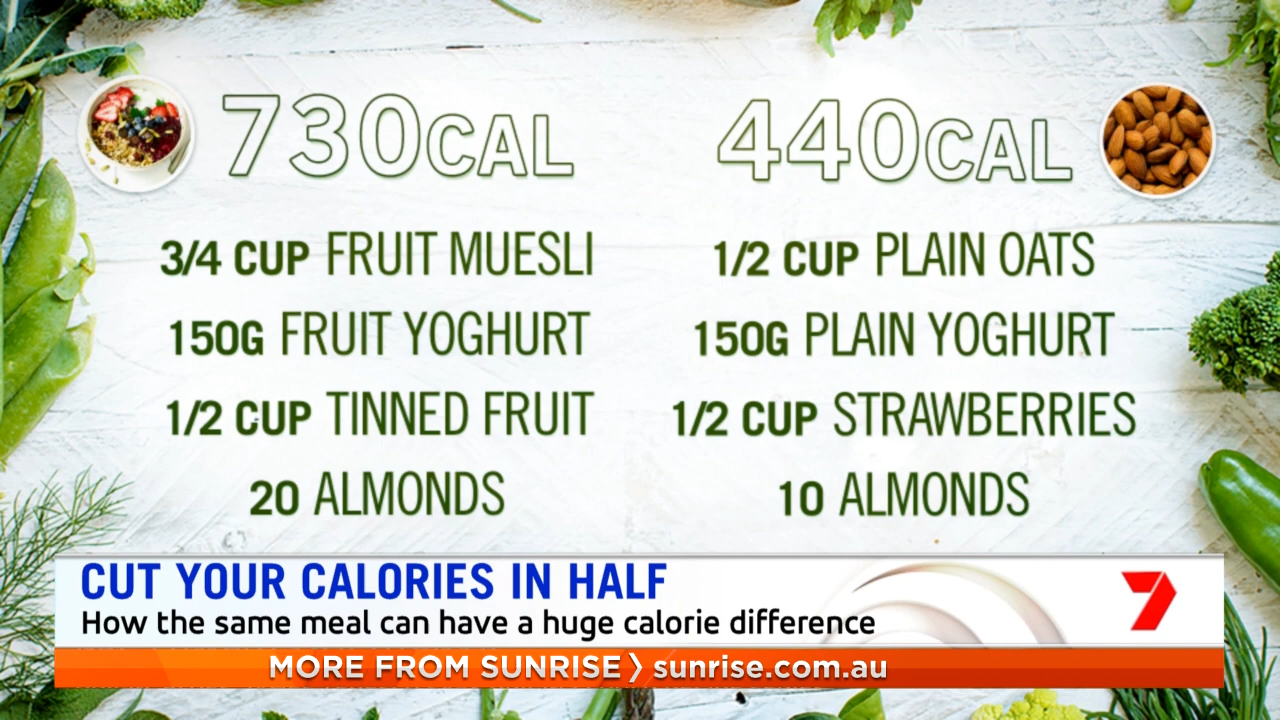 730CAL
3/4 CUP FRUIT MUESLI
150G FRUIT YOGHURT
1/2 CUP TINNED FRUIT
20 ALMONDS
440CAL
1/2 CUP PLAIN OATS
150G PLAIN YOGHURT
1/2 CUP STRAWBERRIES
10 ALMONDS
CUT YOUR CALORIES IN HALF
How the same meal can have a huge calorie difference
7
MORE FROM SUNRISE ⟩ sunrise.com.au